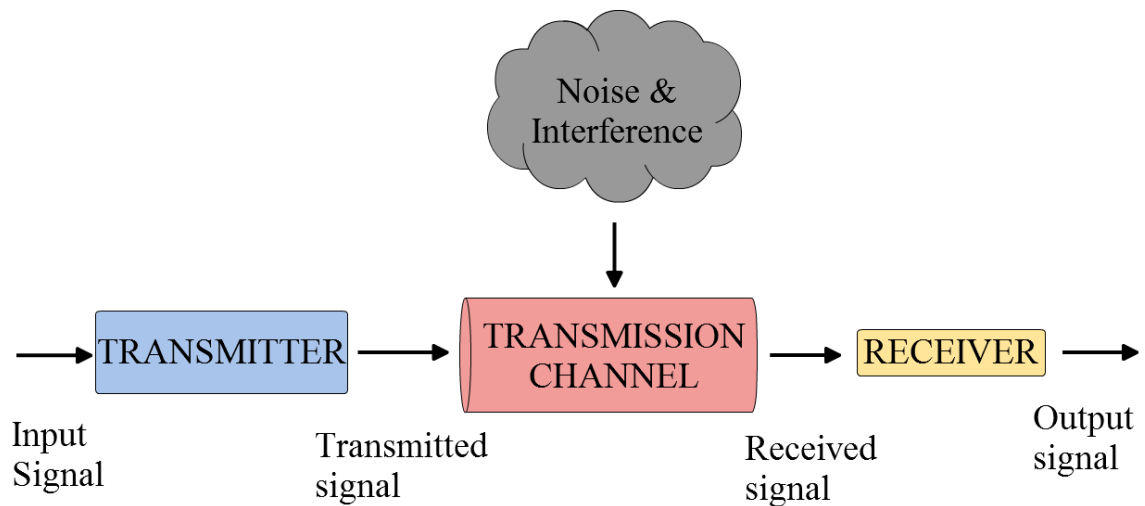 Noise &
Interference
TRANSMITTER
TRANSMISSION
CHANNEL
RECEIVER
Input
Signal
Transmitted
signal
Received
signal
Output
signal